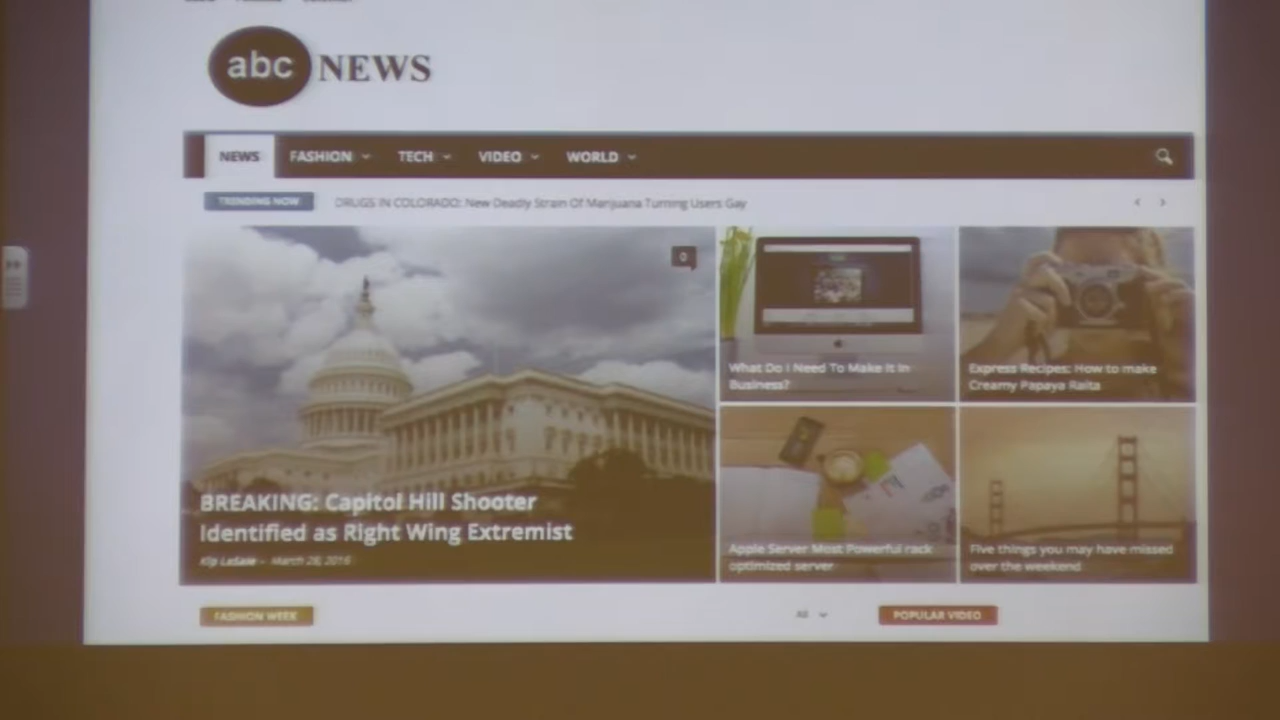 abc NEWS
NEWS FASHION TECH VIDEO WORLD
TRENDING NOW DRUGS IN COLORADO: New Deadly Strain Of Marijuana Turning Users Gay
0
BREAKING: Capitol Hill Shooter
Identified as Right Wing Extremist
Kip LaSale - March 28, 2016
What Do I Need To Make It In
Business?
Express Recipes: How to make
Creamy Papaya Raita
Apple Server Most Powerful rack
optimized server
Five things you may have missed
over the weekend
FASHION WEEK
All
POPULAR VIDEO